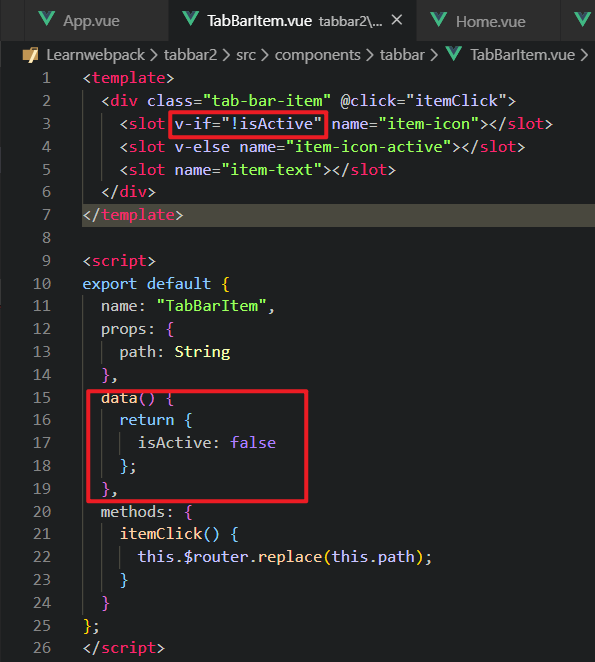 App.vue TabBarItem.vue tabbar2\... × Home.vue
Learnwebpack > tabbar2 > src > components > tabbar > TabBarItem.vue >
1 <template>
2   <div class="tab-bar-item" @click="itemClick">
3     <slot v-if="!isActive" name="item-icon"></slot>
4     <slot v-else name="item-icon-active"></slot>
5     <slot name="item-text"></slot>
6   </div>
7 </template>
8
9 <script>
10 export default {
11   name: "TabBarItem",
12   props: {
13     path: String
14   },
15   data() {
16     return {
17       isActive: false
18     };
19   },
20   methods: {
21     itemClick() {
22       this.$router.replace(this.path);
23     }
24   }
25 };
26 </script>